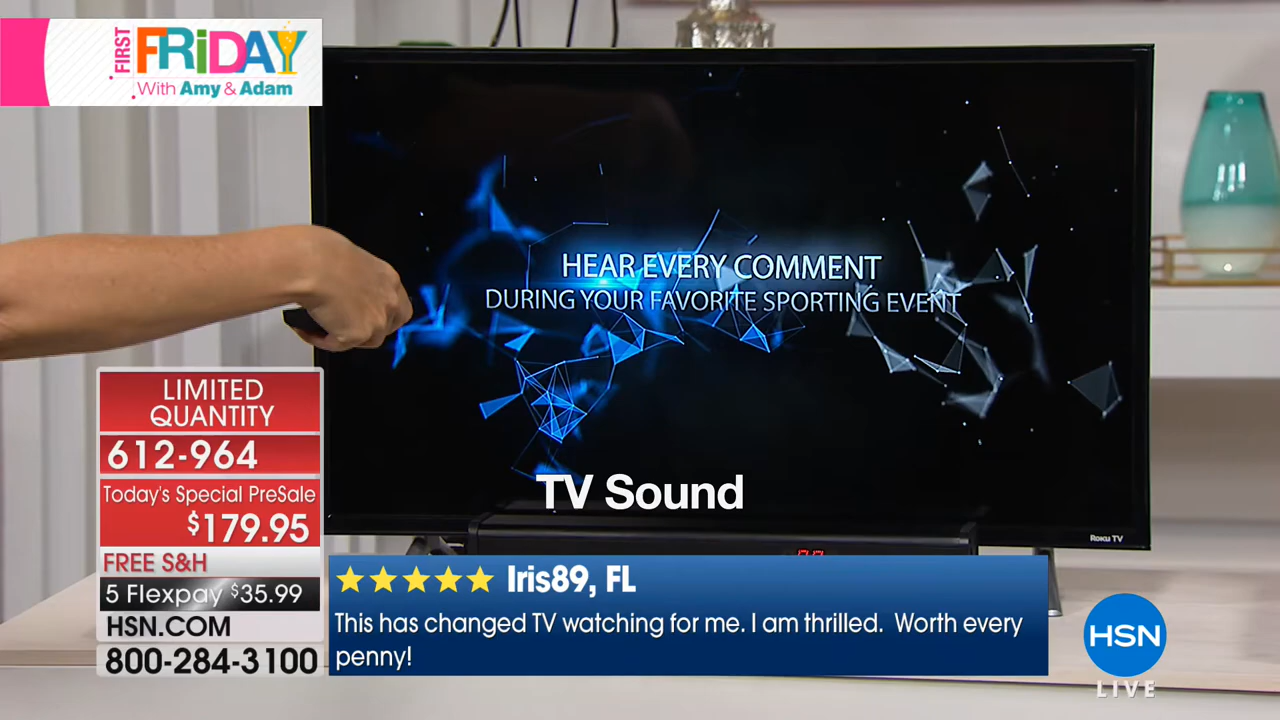 FIRST
FRiDAY
With Amy & Adam
HEAR EVERY COMMENT
DURING YOUR FAVORITE SPORTING EVENT
TV Sound
Roku TV
LIMITED
QUANTITY
612-964
Today's Special PreSale
$179.95
FREE S&H
5 Flexpay $35.99
HSN.COM
800-284-3100
Iris89, FL
This has changed TV watching for me. I am thrilled. Worth every
penny!
HSN
LIVE